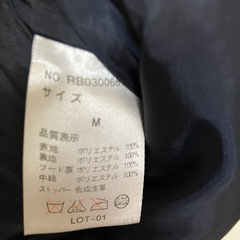 NO. RB030060
サイズ
M
品質表示
表地 ポリエステル 100%
裏地 ポリエステル 100%
フード裏 ポリエステル 100%
中綿 ポリエステル 100%
ストッパー 合成皮革
LOT-01